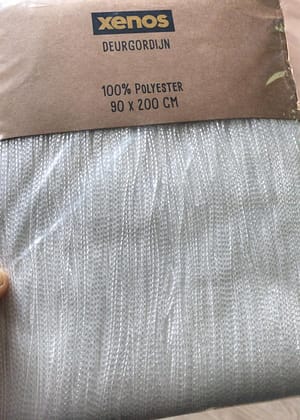 xenos
DEURGORDIJN
100% POLYESTER
90 x 200 CM